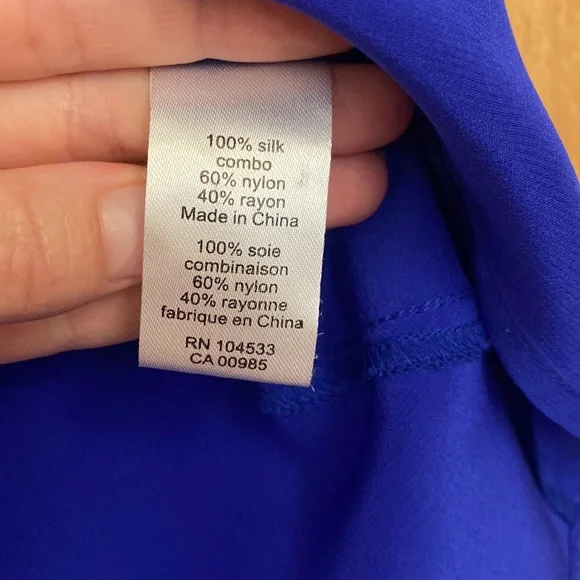 100% silk
combo
60% nylon
40% rayon
Made in China
100% soie
combinaison
60% nylon
40% rayonne
fabrique en China
RN 104533
CA 00985